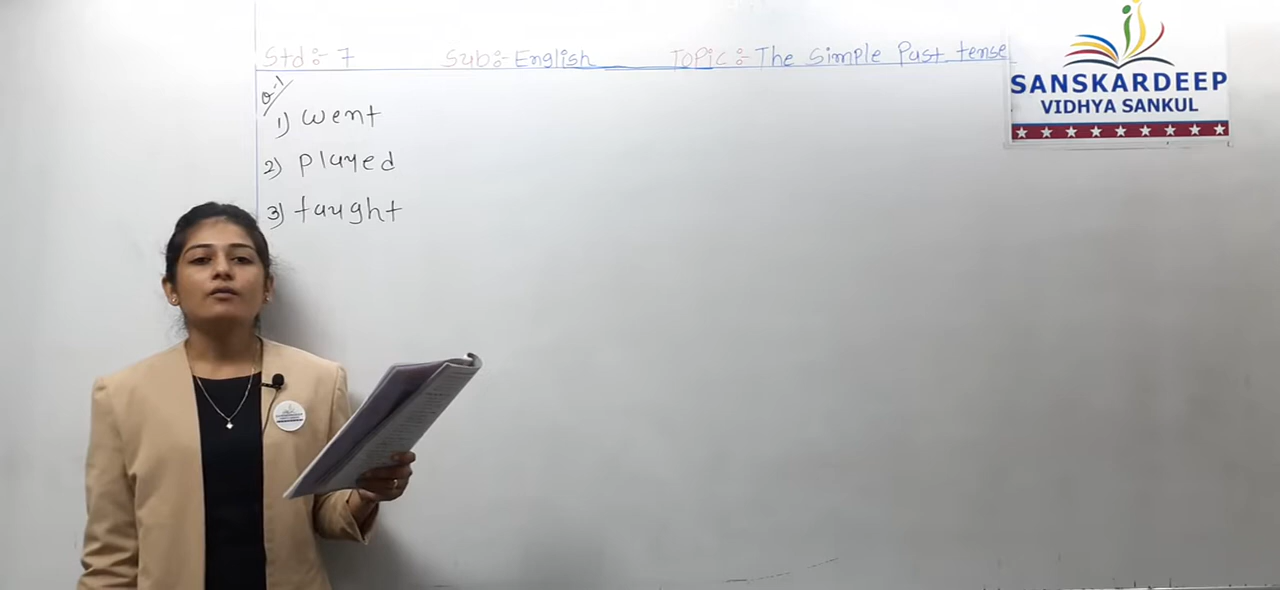 Std:- 7 Sub:- English Topic:- The Simple Past tense
Q-1
1) went
2) played
3) taught
SANSKARDEEP
VIDHYA SANKUL